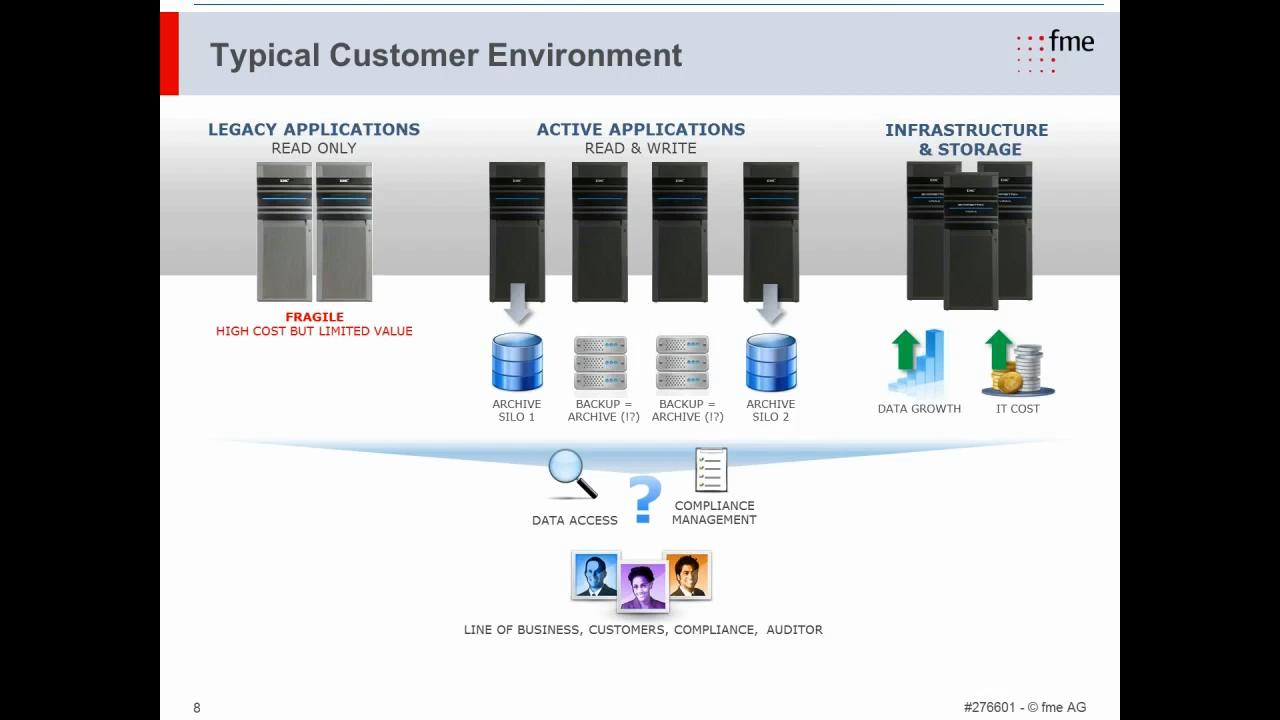 Typical Customer Environment
fme
LEGACY APPLICATIONS
READ ONLY
FRAGILE
HIGH COST BUT LIMITED VALUE
ACTIVE APPLICATIONS
READ & WRITE
ARCHIVE
SILO 1
BACKUP =
ARCHIVE (!?)
BACKUP =
ARCHIVE (!?)
ARCHIVE
SILO 2
INFRASTRUCTURE
& STORAGE
DATA GROWTH
IT COST
DATA ACCESS
?
COMPLIANCE
MANAGEMENT
LINE OF BUSINESS, CUSTOMERS, COMPLIANCE, AUDITOR
8
#276601 - © fme AG